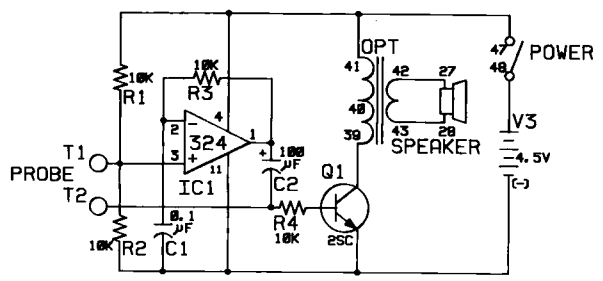 OPT
41
42
27
47
48
POWER
10K
R1
10K
R3
40
4
2
−
324
1
39
43
28
SPEAKER
V3
4.5V
(-)
T1
PROBE
3
+
11
IC1
+
100
µF
C2
Q1
T2
0.1
µF
R4
10K
2SC
10K
R2
C1